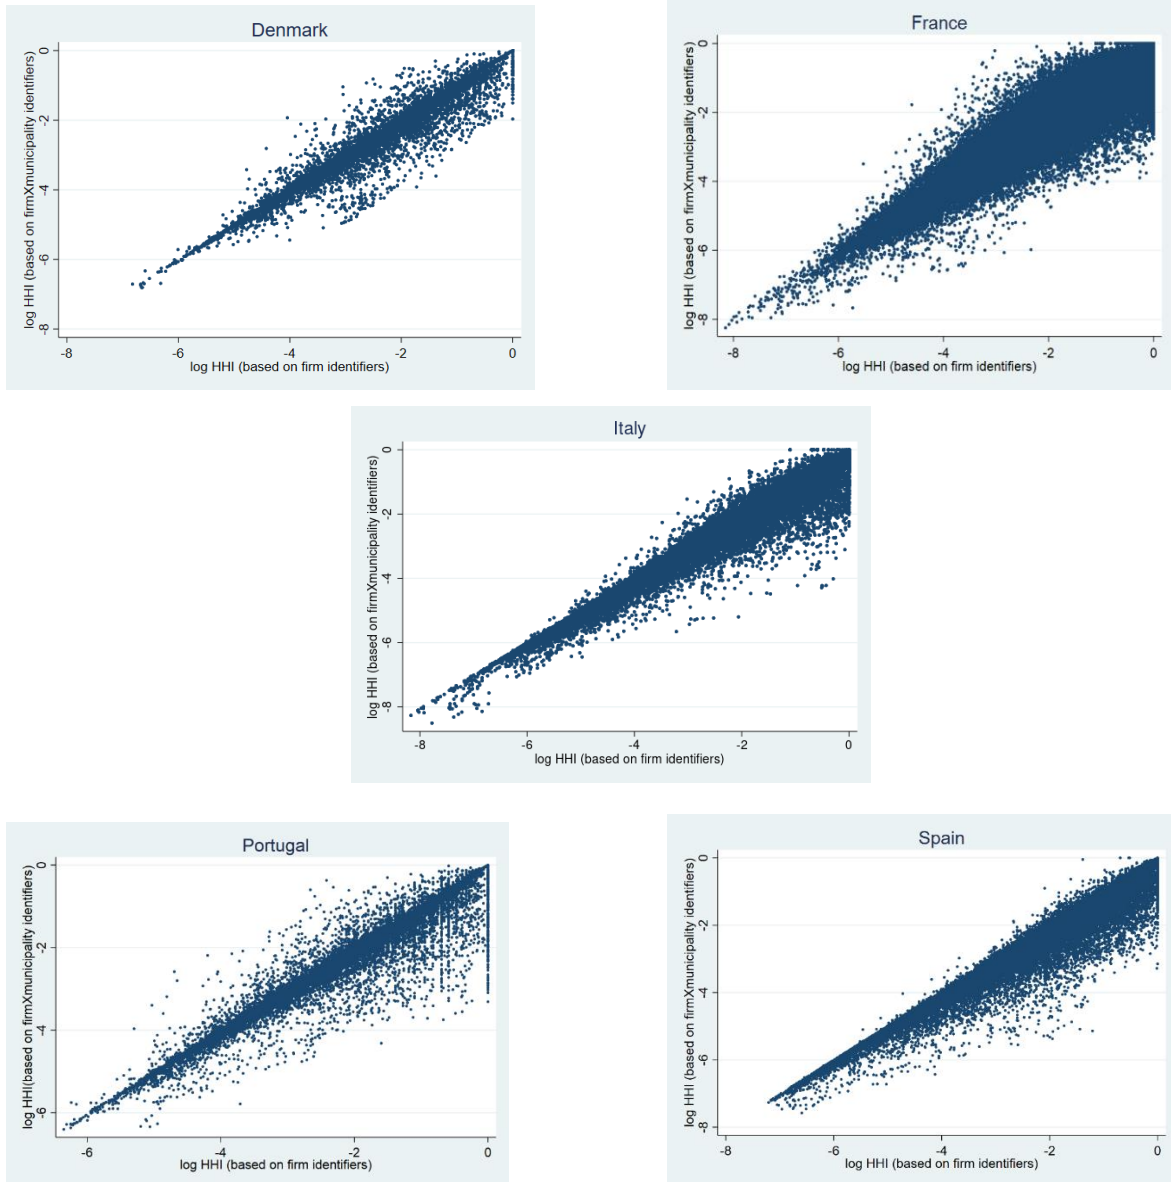 Denmark
log HHI (based on firmXmunicipality identifiers)
0
-2
-4
-6
-8
-8 -6 -4 -2 0
log HHI (based on firm identifiers)
France
log HHI (based on firmXmunicipality identifiers)
0
-2
-4
-6
-8
-8 -6 -4 -2 0
log HHI (based on firm identifiers)
Italy
log HHI (based on firmXmunicipality identifiers)
0
-2
-4
-6
-8
-8 -6 -4 -2 0
log HHI (based on firm identifiers)
Portugal
log HHI(based on firmXmunicipality identifiers)
0
-2
-4
-6
-6 -4 -2 0
log HHI (based on firm identifiers)
Spain
log HHI (based on firmXmunicipality identifiers)
0
-2
-4
-6
-8
-8 -6 -4 -2 0
log HHI (based on firm identifiers)